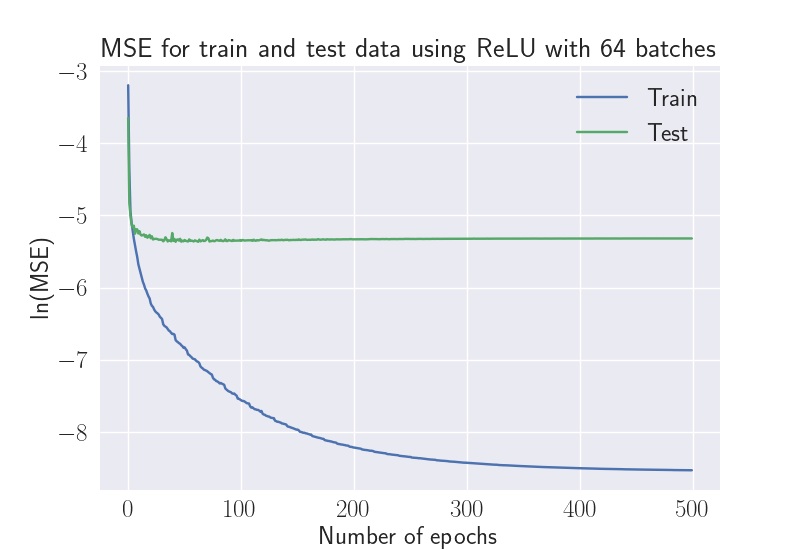 MSE for train and test data using ReLU with 64 batches
−3
−4
−5
−6
−7
−8
ln(MSE)
Train
Test
0
100
200
300
400
500
Number of epochs